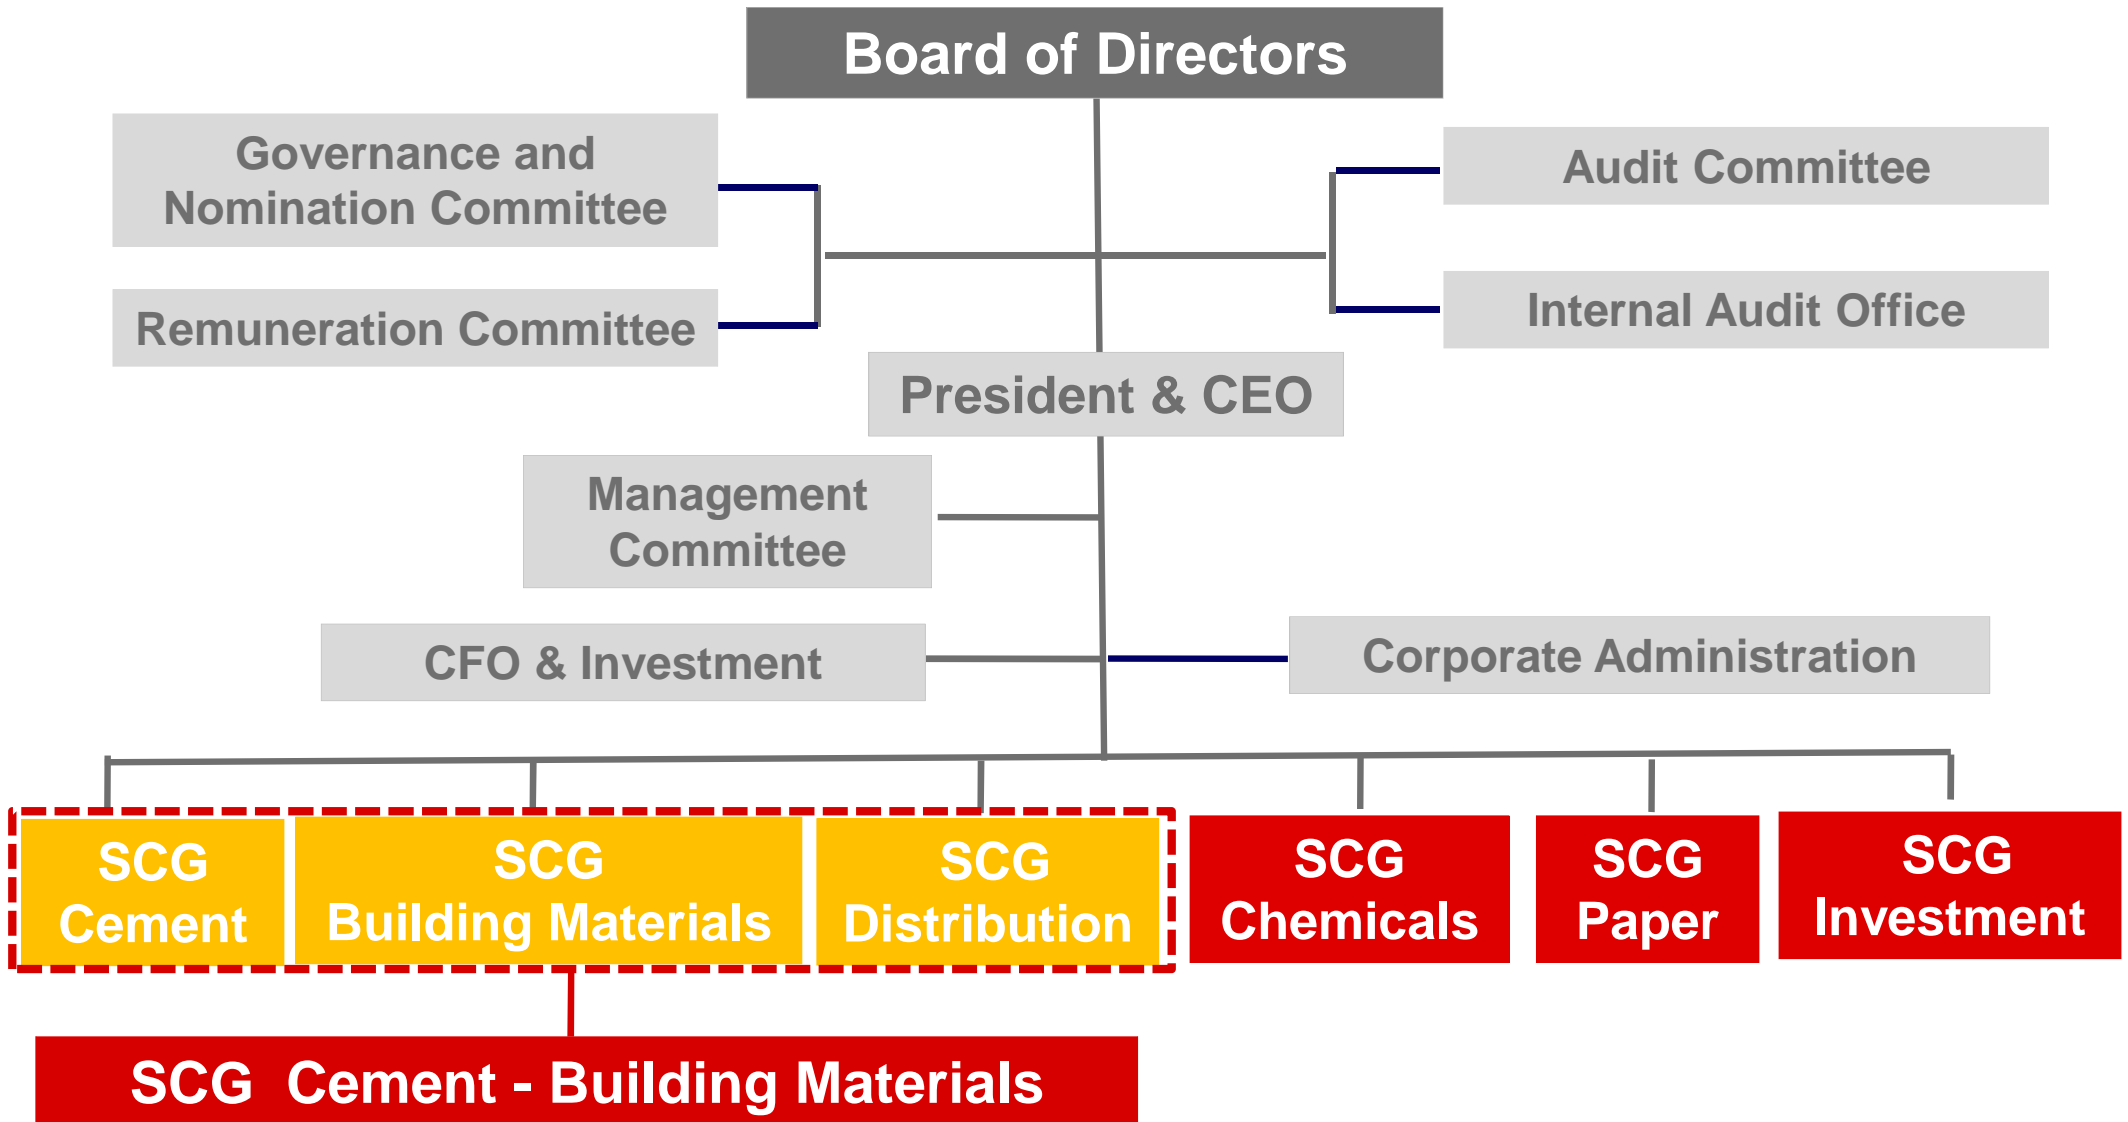 Board of Directors
Governance and
Nomination Committee
Audit Committee
Remuneration Committee
Internal Audit Office
President & CEO
Management
Committee
CFO & Investment
Corporate Administration
SCG
Cement
SCG
Building Materials
SCG
Distribution
SCG
Chemicals
SCG
Paper
SCG
Investment
SCG Cement - Building Materials